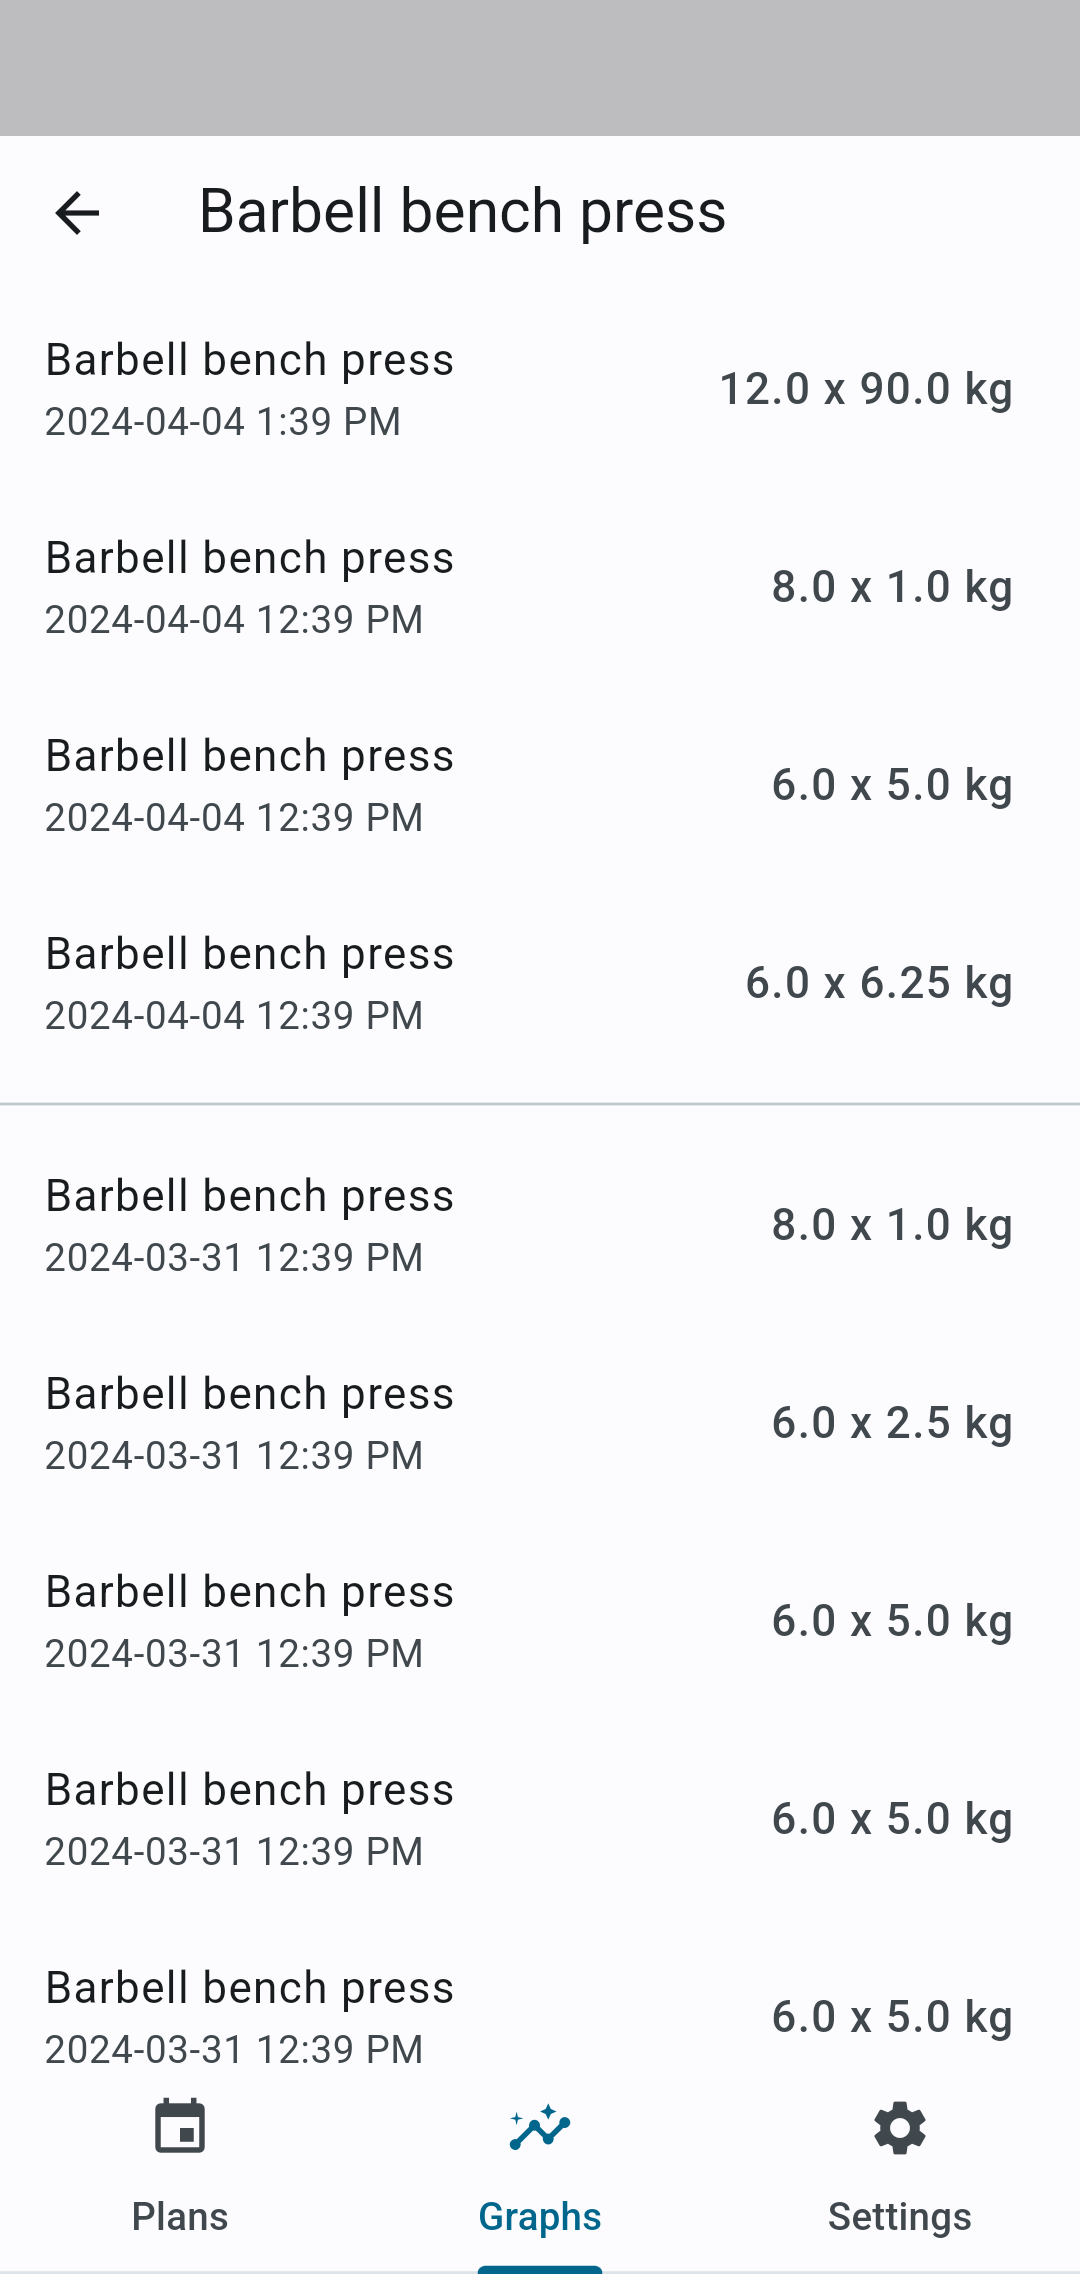 Barbell bench press
Barbell bench press
12.0 x 90.0 kg
2024-04-04 1:39 PM
Barbell bench press
8.0 x 1.0 kg
2024-04-04 12:39 PM
Barbell bench press
6.0 x 5.0 kg
2024-04-04 12:39 PM
Barbell bench press
6.0 x 6.25 kg
2024-04-04 12:39 PM
Barbell bench press
8.0 x 1.0 kg
2024-03-31 12:39 PM
Barbell bench press
6.0 x 2.5 kg
2024-03-31 12:39 PM
Barbell bench press
6.0 x 5.0 kg
2024-03-31 12:39 PM
Barbell bench press
6.0 x 5.0 kg
2024-03-31 12:39 PM
Barbell bench press
6.0 x 5.0 kg
2024-03-31 12:39 PM
Plans
Graphs
Settings